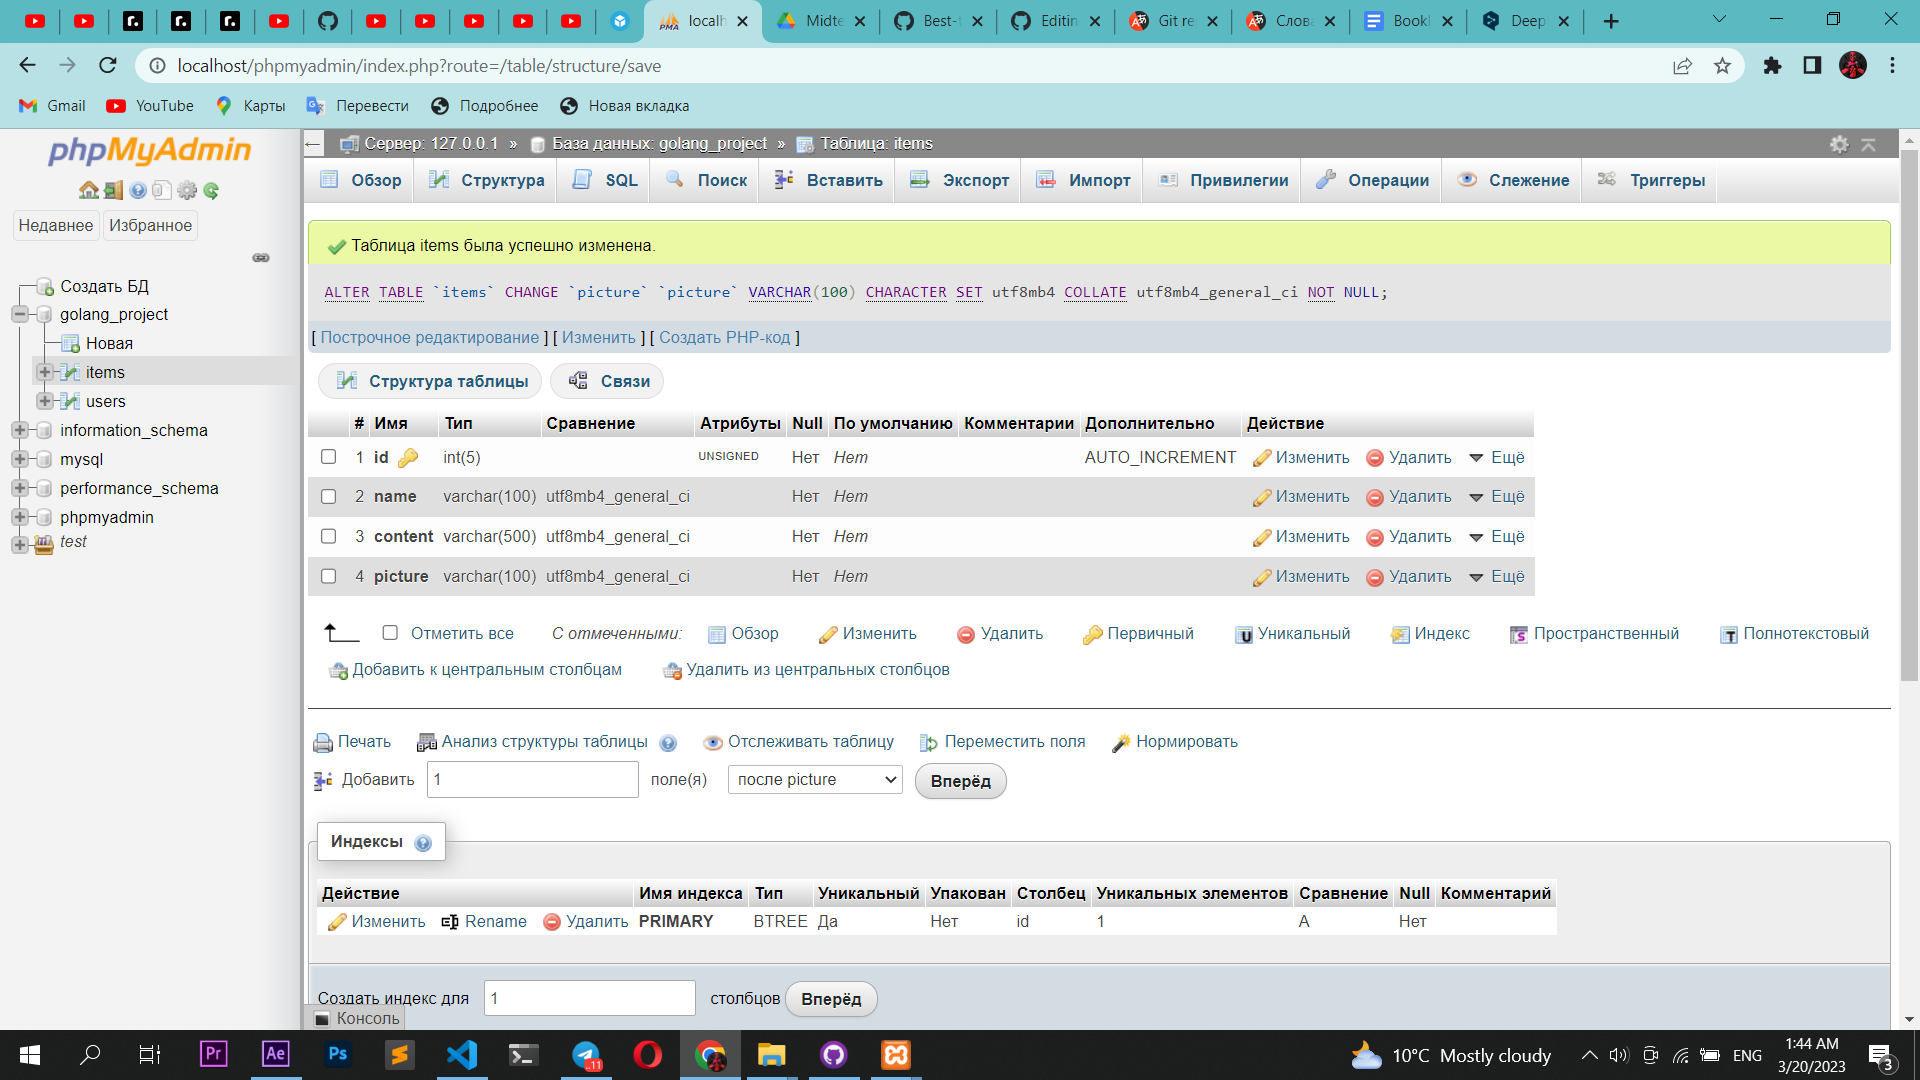 localh
Midte
Best-
Editin
Git re
Слова
Bookl
Deep
localhost/phpmyadmin/index.php?route=/table/structure/save
Gmail YouTube Карты Перевести Подробнее Новая вкладка
phpMyAdmin
Недавнее Избранное
Создать БД
golang_project
Новая
items
users
information_schema
mysql
performance_schema
phpmyadmin
test
← Сервер: 127.0.0.1 » База данных: golang_project » Таблица: items
Обзор Структура SQL Поиск Вставить Экспорт Импорт Привилегии Операции Слежение Триггеры
Таблица items была успешно изменена.
ALTER TABLE `items` CHANGE `picture` `picture` VARCHAR(100) CHARACTER SET utf8mb4 COLLATE utf8mb4_general_ci NOT NULL;
[ Построчное редактирование ] [ Изменить ] [ Создать PHP-код ]
Структура таблицы Связи
# Имя Тип Сравнение Атрибуты Null По умолчанию Комментарии Дополнительно Действие
1 id int(5) UNSIGNED Нет Нет AUTO_INCREMENT Изменить Удалить Ещё
2 name varchar(100) utf8mb4_general_ci Нет Нет Изменить Удалить Ещё
3 content varchar(500) utf8mb4_general_ci Нет Нет Изменить Удалить Ещё
4 picture varchar(100) utf8mb4_general_ci Нет Нет Изменить Удалить Ещё
Отметить все С отмеченными: Обзор Изменить Удалить Первичный Уникальный Индекс Пространственный Полнотекстовый
Добавить к центральным столбцам Удалить из центральных столбцов
Печать Анализ структуры таблицы Отслеживать таблицу Переместить поля Нормировать
Добавить 1 поле(я) после picture Вперёд
Индексы
Действие Имя индекса Тип Уникальный Упакован Столбец Уникальных элементов Сравнение Null Комментарий
Изменить Rename Удалить PRIMARY BTREE Да Нет id 1 A Нет
Создать индекс для 1 столбцов Вперёд
Консоль
Pr Ae Ps ..11
10°C Mostly cloudy
ENG
1:44 AM
3/20/2023
3